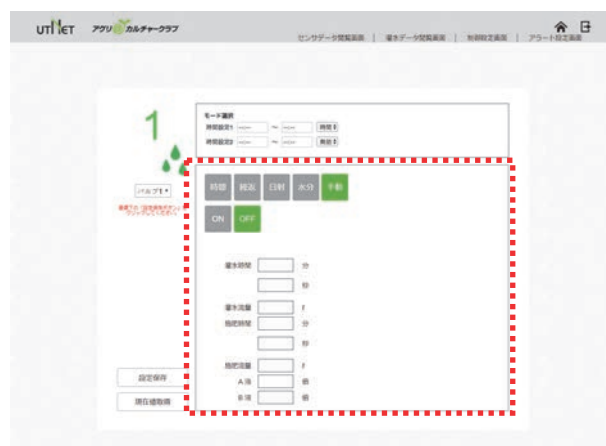 UTINET アグリカルチャークラブ
センサデータ閲覧画面 | 灌水データ閲覧画面 | 制御設定画面 | アラート設定画面
1
モード選択
時間設定1 --:-- ~ --:--
時間設定2 --:-- ~ --:--
バルブ1
時間 日射 水分 手動
ON OFF
灌水時間 分
秒
灌水流量 ℓ
施肥時間 分
秒
施肥流量 ℓ
A 液 倍
B 液 倍
設定保存
現在値取得